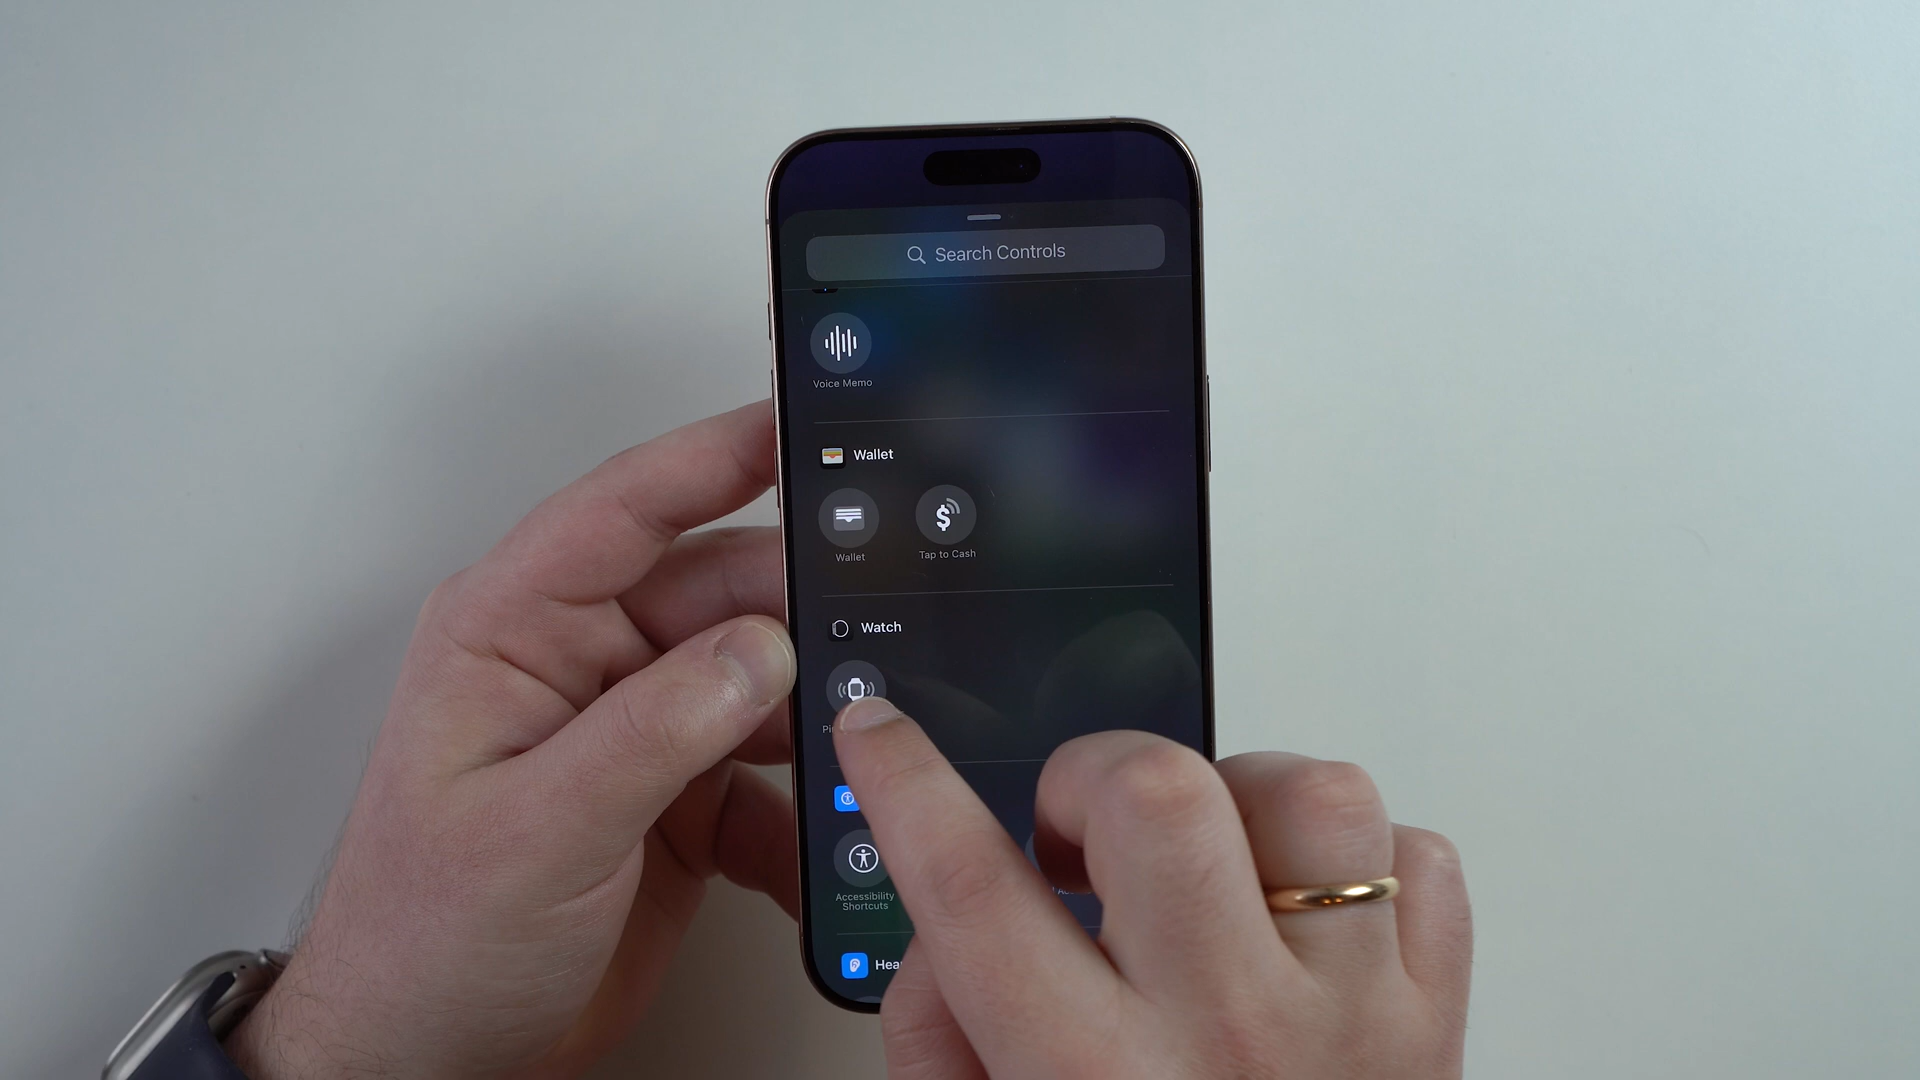 Search Controls
Voice Memo
Wallet
Wallet
Tap to Cash
Watch
Accessibility
Shortcuts